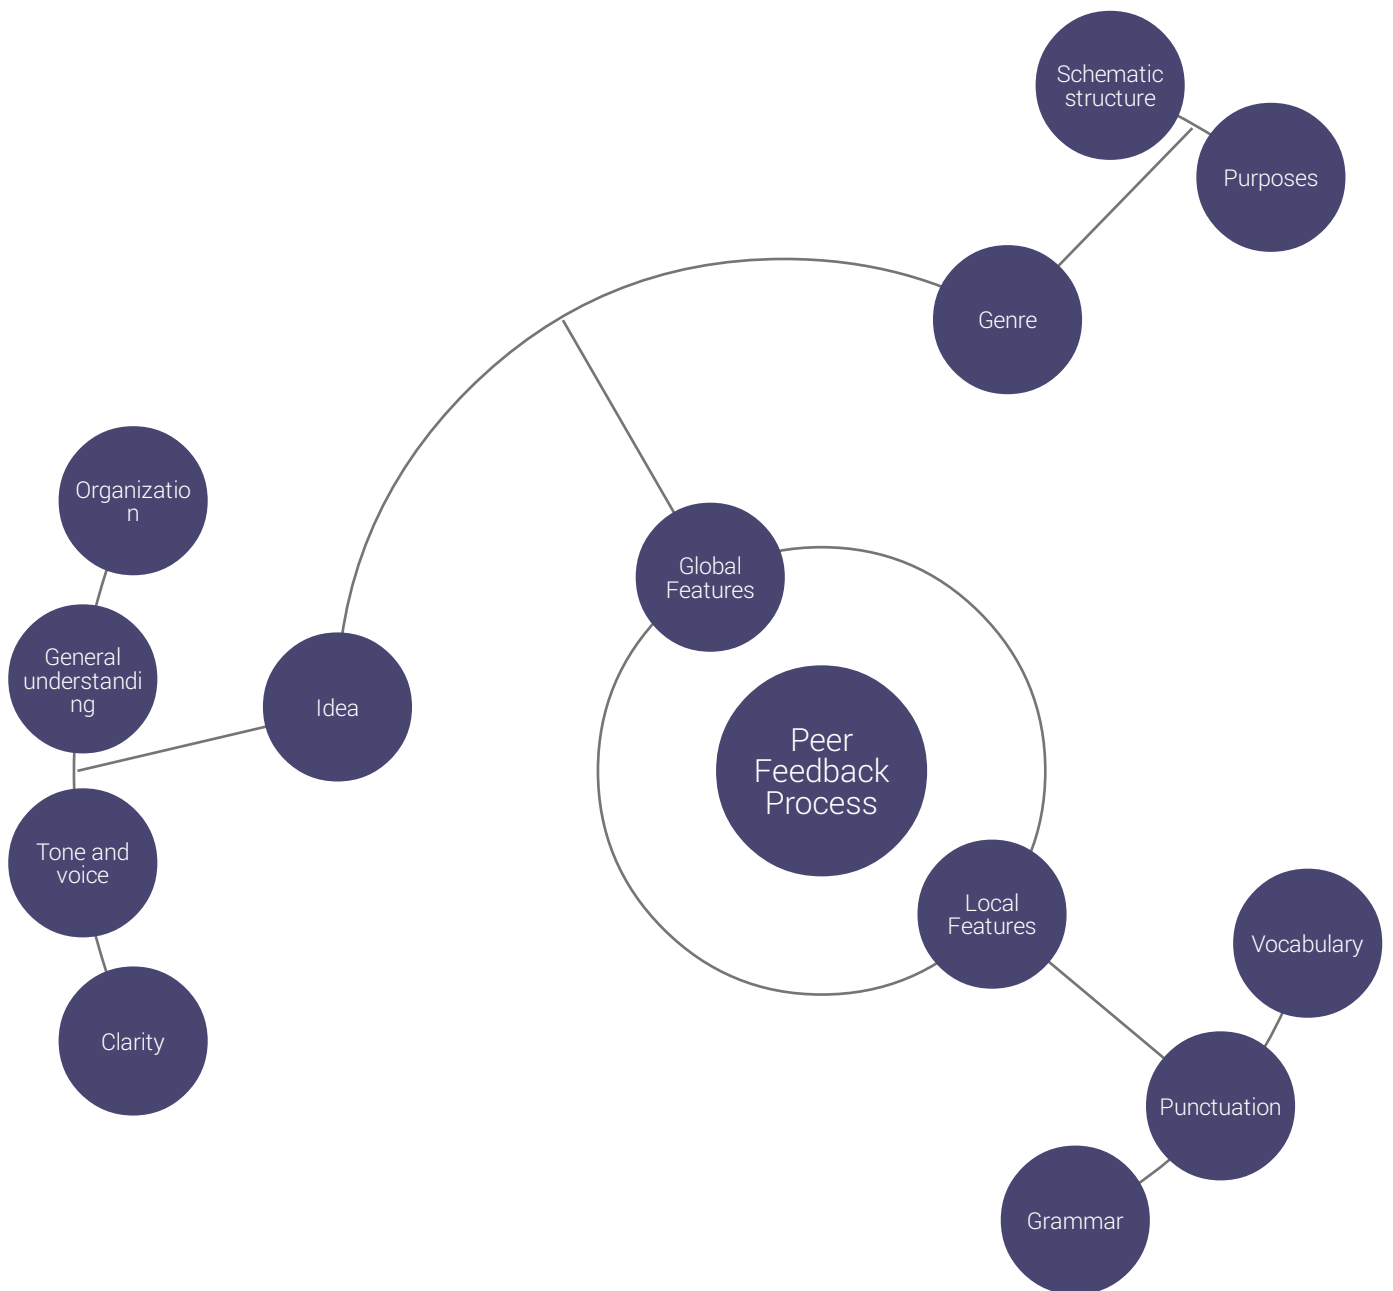 Schematic
structure
Purposes
Genre
Organizatio
n
Global
Features
General
understandi
ng
Idea
Peer
Feedback
Process
Tone and
voice
Local
Features
Vocabulary
Clarity
Punctuation
Grammar